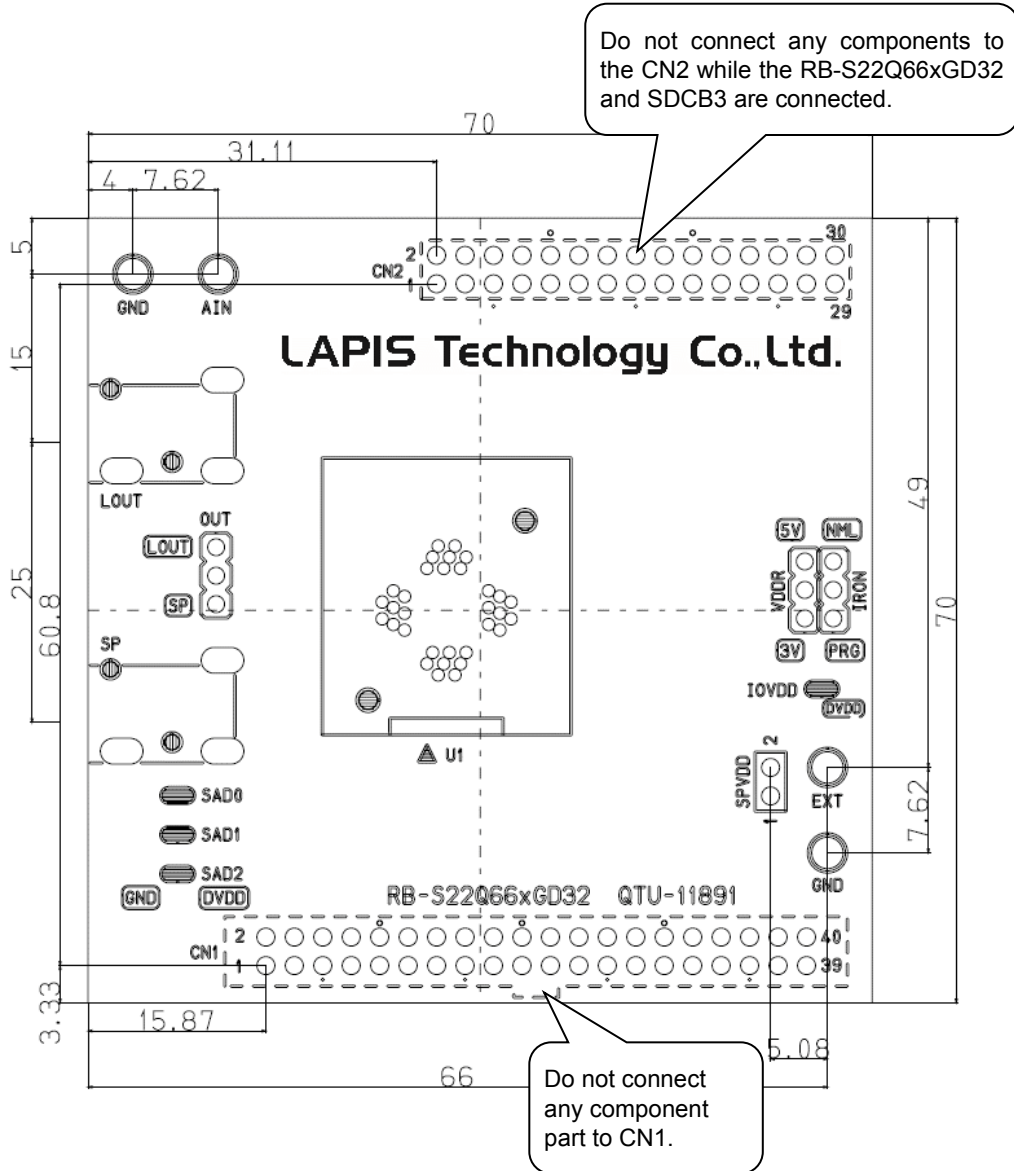 Do not connect any components to
the CN2 while the RB-S22Q66xGD32
and SDCB3 are connected.
70
31.11
4
7.62
5
2
30
CN2
1
29
GND
AIN
LAPIS Technology Co.,Ltd.
15
LOUT
OUT
LOUT
SP
49
5V
NML
VDDR
IRON
3V
PRG
25
60.8
70
SP
IOVDD
DVDD
U1
2
SPVDD
1
EXT
7.62
GND
SAD0
SAD1
SAD2
GND
DVDD
RB-S22Q66xGD32 QTU-11891
2
40
CN1
1
39
3.33
15.87
5.08
66
Do not connect
any component
part to CN1.